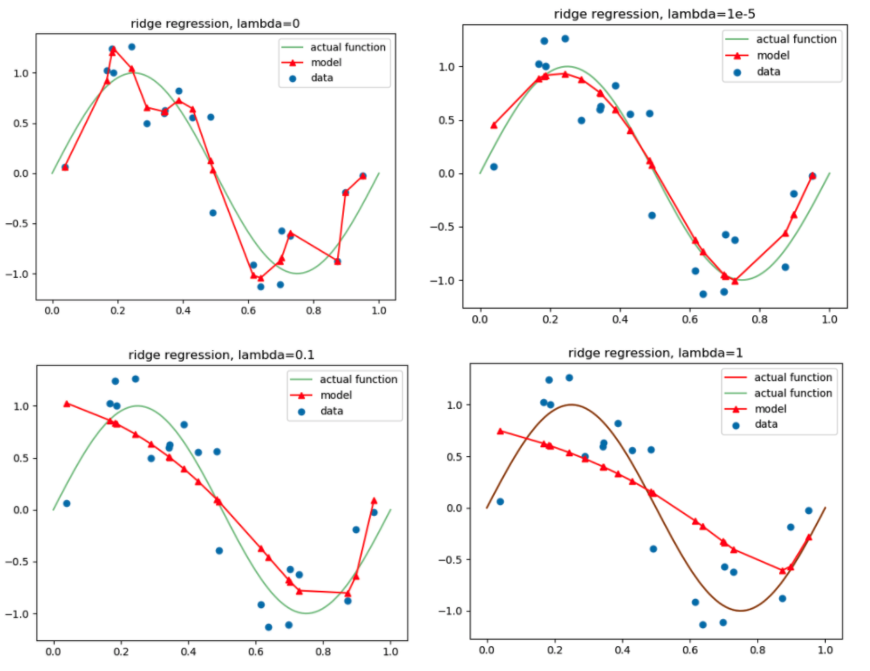 ridge regression, lambda=0
actual function
model
data
1.0
0.5
0.0
−0.5
−1.0
0.0 0.2 0.4 0.6 0.8 1.0
ridge regression, lambda=1e-5
actual function
model
data
1.0
0.5
0.0
−0.5
−1.0
0.0 0.2 0.4 0.6 0.8 1.0
ridge regression, lambda=0.1
actual function
model
data
1.0
0.5
0.0
−0.5
−1.0
0.0 0.2 0.4 0.6 0.8 1.0
ridge regression, lambda=1
actual function
actual function
model
data
1.0
0.5
0.0
−0.5
−1.0
0.0 0.2 0.4 0.6 0.8 1.0